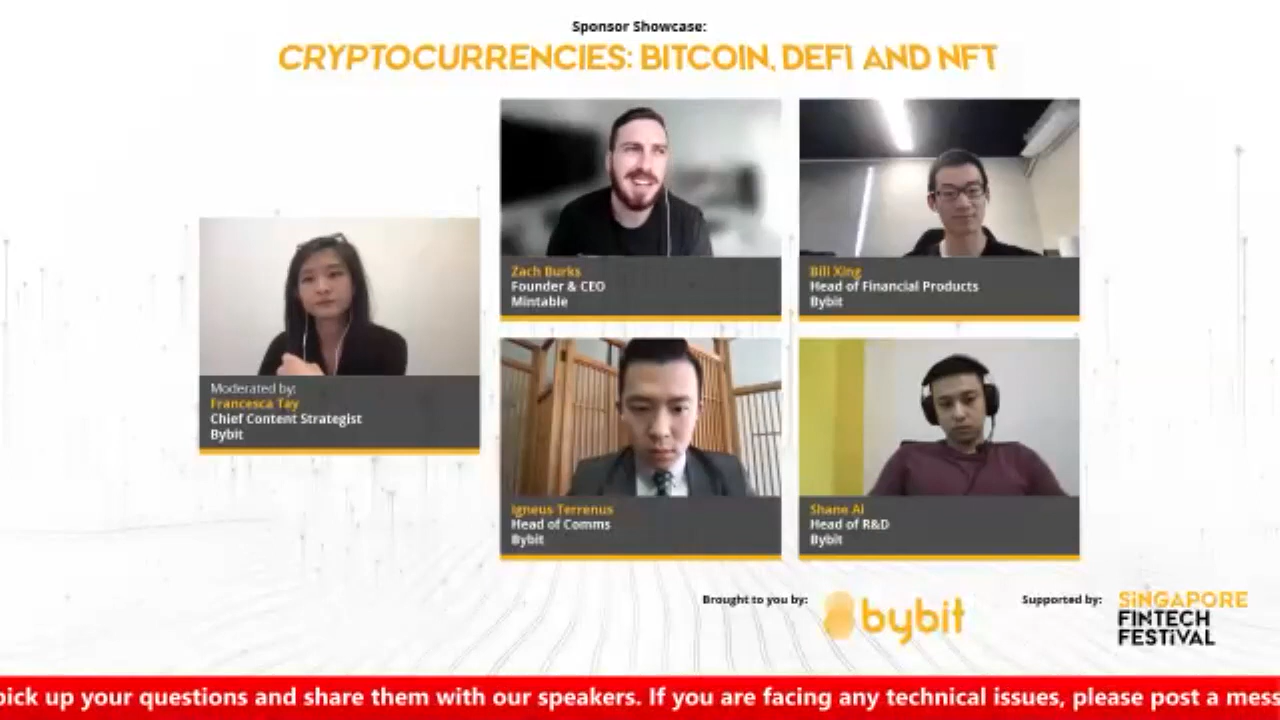 Sponsor Showcase:
CRYPTOCURRENCIES: BITCOIN, DEFI AND NFT
Zach Burks
Founder & CEO
Mintable
Bill Xing
Head of Financial Products
Bybit
Moderated by:
Francesca Tay
Chief Content Strategist
Bybit
Igneus Terrenus
Head of Comms
Bybit
Shane Ai
Head of R&D
Bybit
Brought to you by:
bybit
Supported by:
SiNGAPORE
FiNTECH
FESTiVAL
pick up your questions and share them with our speakers. If you are facing any technical issues, please post a mess